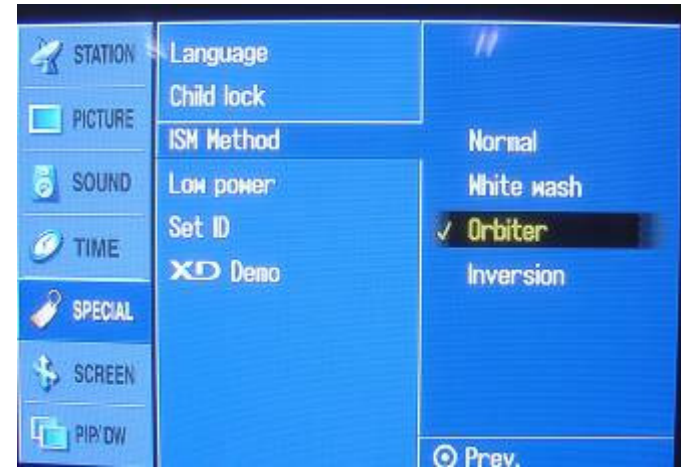 STATION
PICTURE
SOUND
TIME
SPECIAL
SCREEN
PIP/DW
Language
Child lock
ISM Method
Low power
Set ID
XD Demo
Normal
White wash
Orbiter
Inversion
Prev.